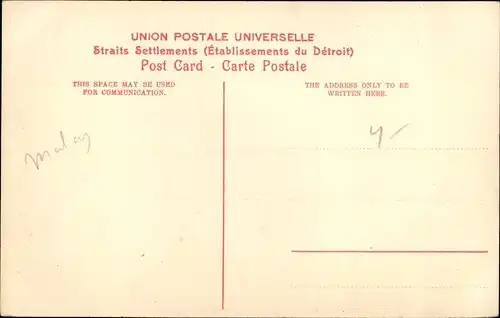 UNION POSTALE UNIVERSELLE
Straits Settlements (Établissements du Détroit)
Post Card - Carte Postale
THIS SPACE MAY BE USED
FOR COMMUNICATION.
THE ADDRESS ONLY TO BE
WRITTEN HERE.
Malay
4-